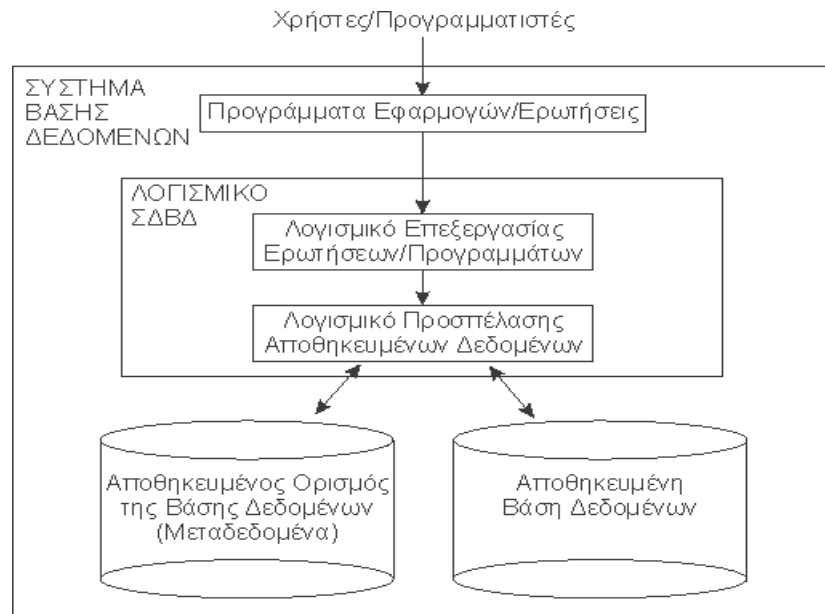 Χρήστες/Προγραμματιστές
ΣΥΣΤΗΜΑ
ΒΑΣΗΣ
ΔΕΔΟΜΕΝΩΝ
Προγράμματα Εφαρμογών/Ερωτήσεις
ΛΟΓΙΣΜΙΚΟ
ΣΔΒΔ
Λογισμικό Επεξεργασίας
Ερωτήσεων/Προγραμμάτων
Λογισμικό Προσπέλασης
Αποθηκευμένων Δεδομένων
Αποθηκευμένος Ορισμός
της Βάσης Δεδομένων
(Μεταδεδομένα)
Αποθηκευμένη
Βάση Δεδομένων